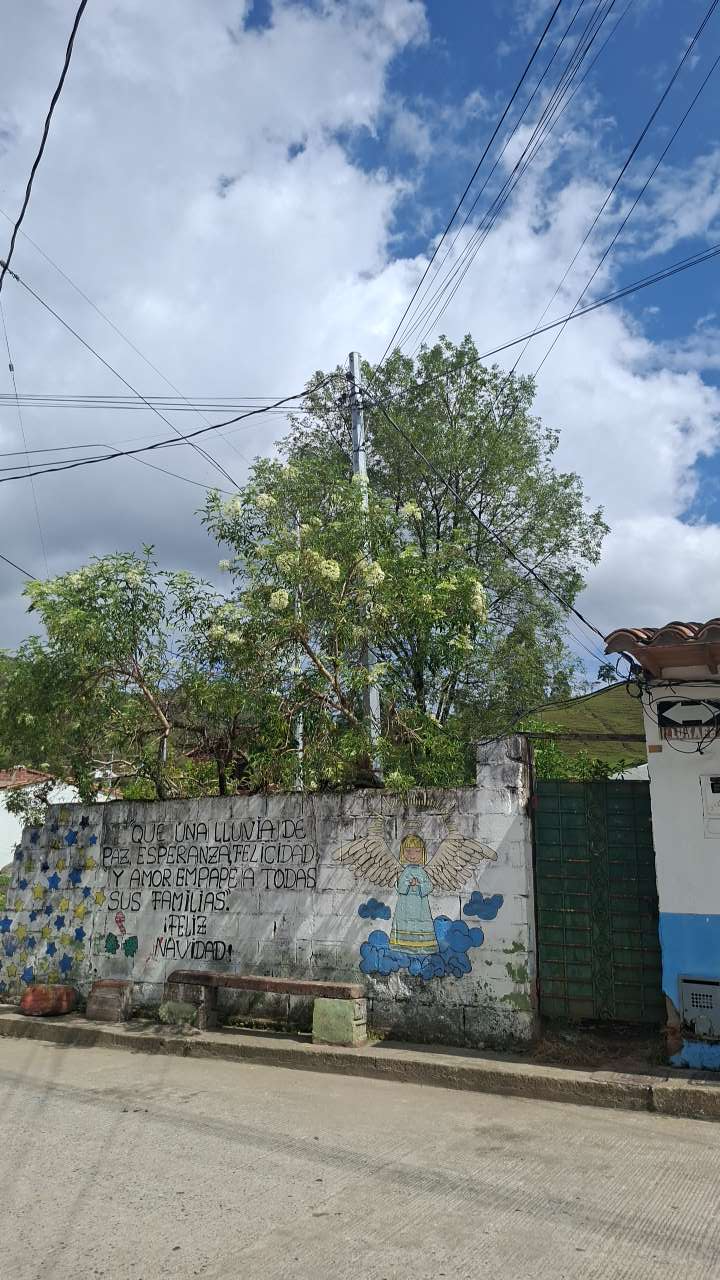 QUE UNA LLUVIA DE
PAZ, ESPERANZA, FELICIDAD
Y AMOR EMPAPE A TODAS
SUS FAMILIAS.
¡FELIZ
NAVIDAD!